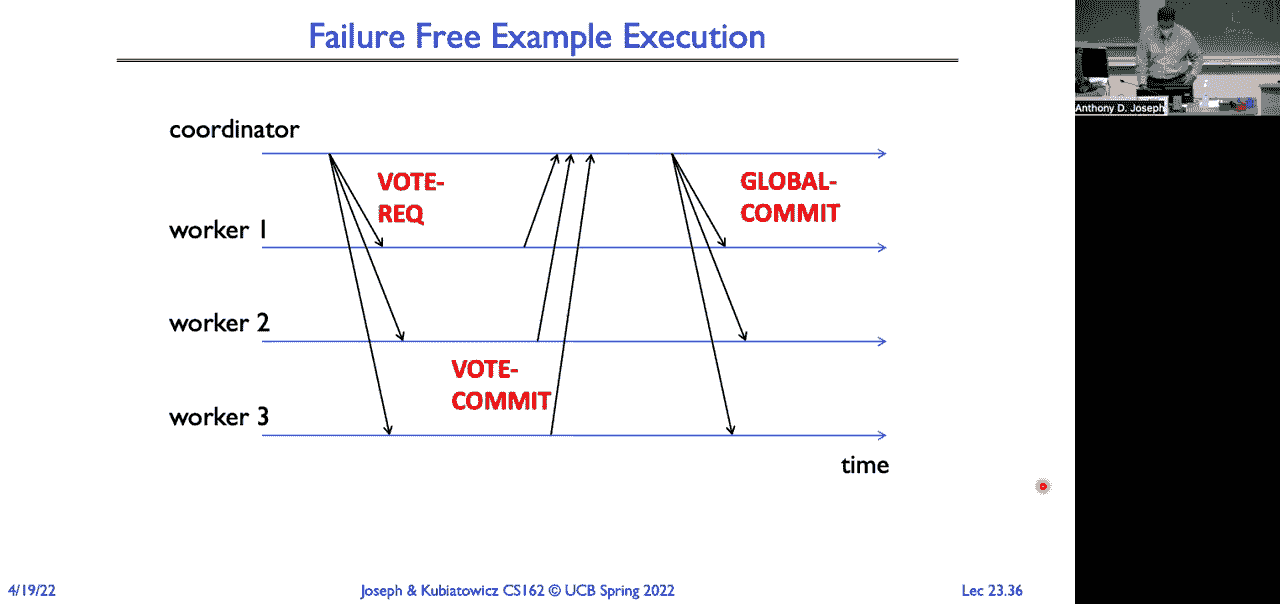 Failure Free Example Execution
Anthony D. Joseph
coordinator
VOTE-
REQ
GLOBAL-
COMMIT
worker 1
worker 2
VOTE-
COMMIT
worker 3
time
4/19/22
Joseph & Kubiatowicz CS162 © UCB Spring 2022
Lec 23.36